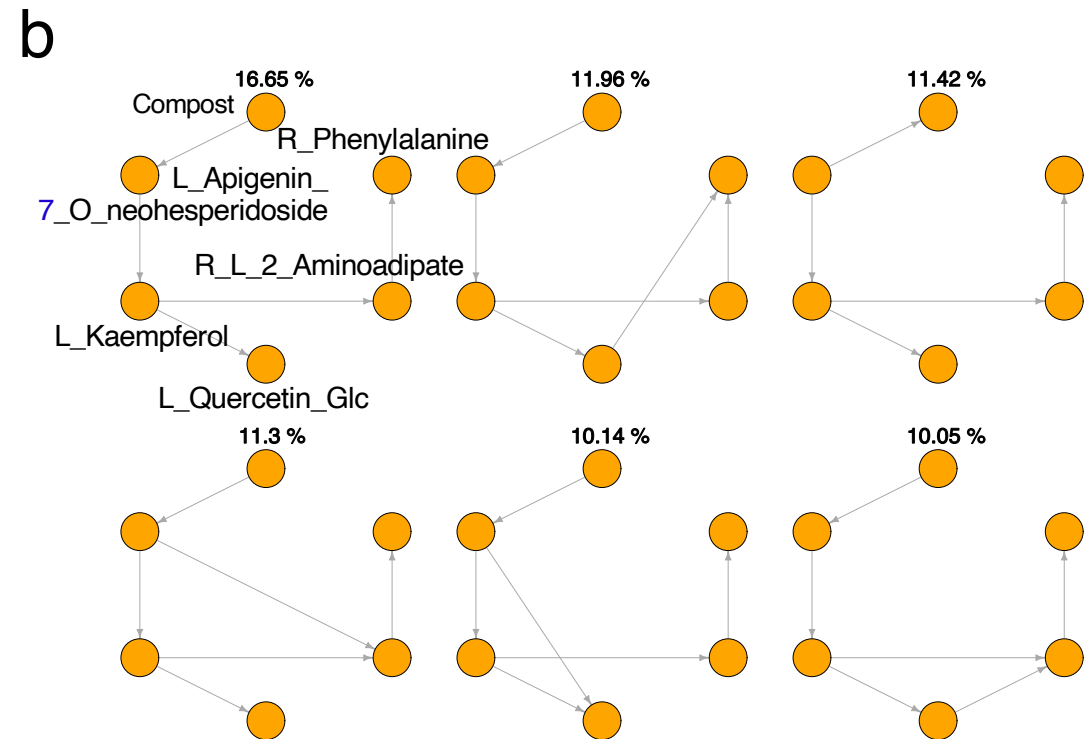 b
16.65 %
11.96 %
11.42 %
Compost
R_Phenylalanine
L_Apigenin_
7_O_neohesperidoside
R_L_2_Aminoadipate
L_Kaempferol
L_Quercetin_Glc
11.3 %
10.14 %
10.05 %